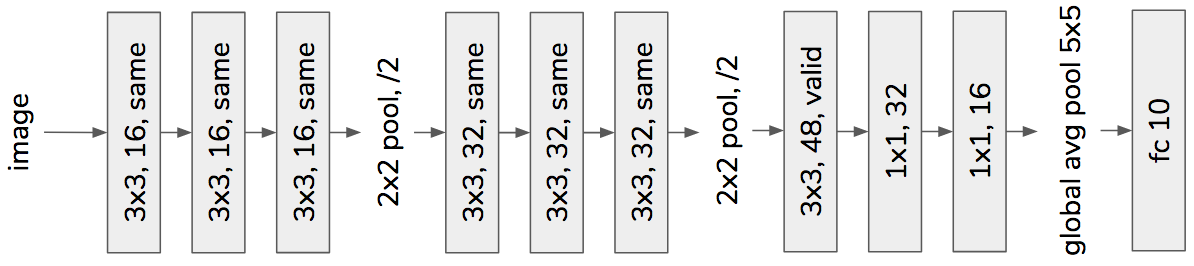 image
3x3, 16, same
3x3, 16, same
3x3, 16, same
2x2 pool, /2
3x3, 32, same
3x3, 32, same
3x3, 32, same
2x2 pool, /2
3x3, 48, valid
1x1, 32
1x1, 16
global avg pool 5x5
fc 10